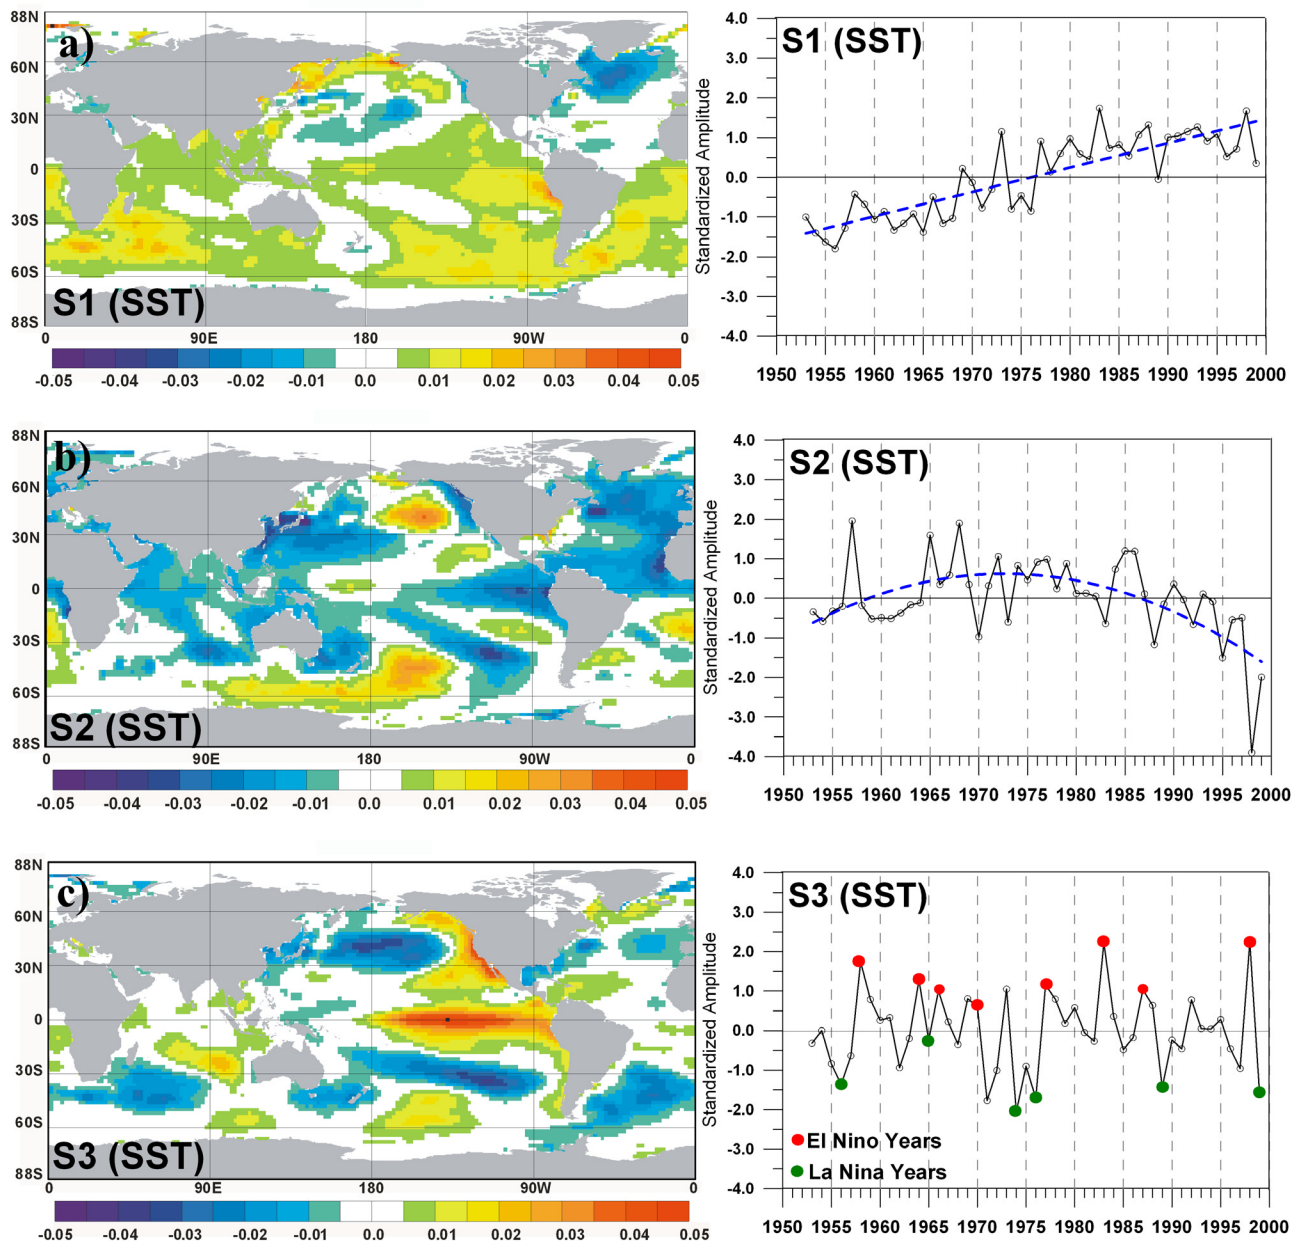 a)
88N
60N
30N
0
30S
60S
88S
S1 (SST)
0 90E 180 90W 0
-0.05 -0.04 -0.03 -0.02 -0.01 0.0 0.01 0.02 0.03 0.04 0.05
S1 (SST)
Standardized Amplitude
4.0
3.0
2.0
1.0
0.0
-1.0
-2.0
-3.0
-4.0
1950 1955 1960 1965 1970 1975 1980 1985 1990 1995 2000
b)
88N
60N
30N
0
30S
60S
88S
S2 (SST)
0 90E 180 90W 0
-0.05 -0.04 -0.03 -0.02 -0.01 0.0 0.01 0.02 0.03 0.04 0.05
S2 (SST)
Standardized Amplitude
4.0
3.0
2.0
1.0
0.0
-1.0
-2.0
-3.0
-4.0
1950 1955 1960 1965 1970 1975 1980 1985 1990 1995 2000
c)
88N
60N
30N
0
30S
60S
88S
S3 (SST)
0 90E 180 90W 0
-0.05 -0.04 -0.03 -0.02 -0.01 0.0 0.01 0.02 0.03 0.04 0.05
S3 (SST)
Standardized Amplitude
4.0
3.0
2.0
1.0
0.0
-1.0
-2.0
-3.0
-4.0
El Nino Years
La Nina Years
1950 1955 1960 1965 1970 1975 1980 1985 1990 1995 2000